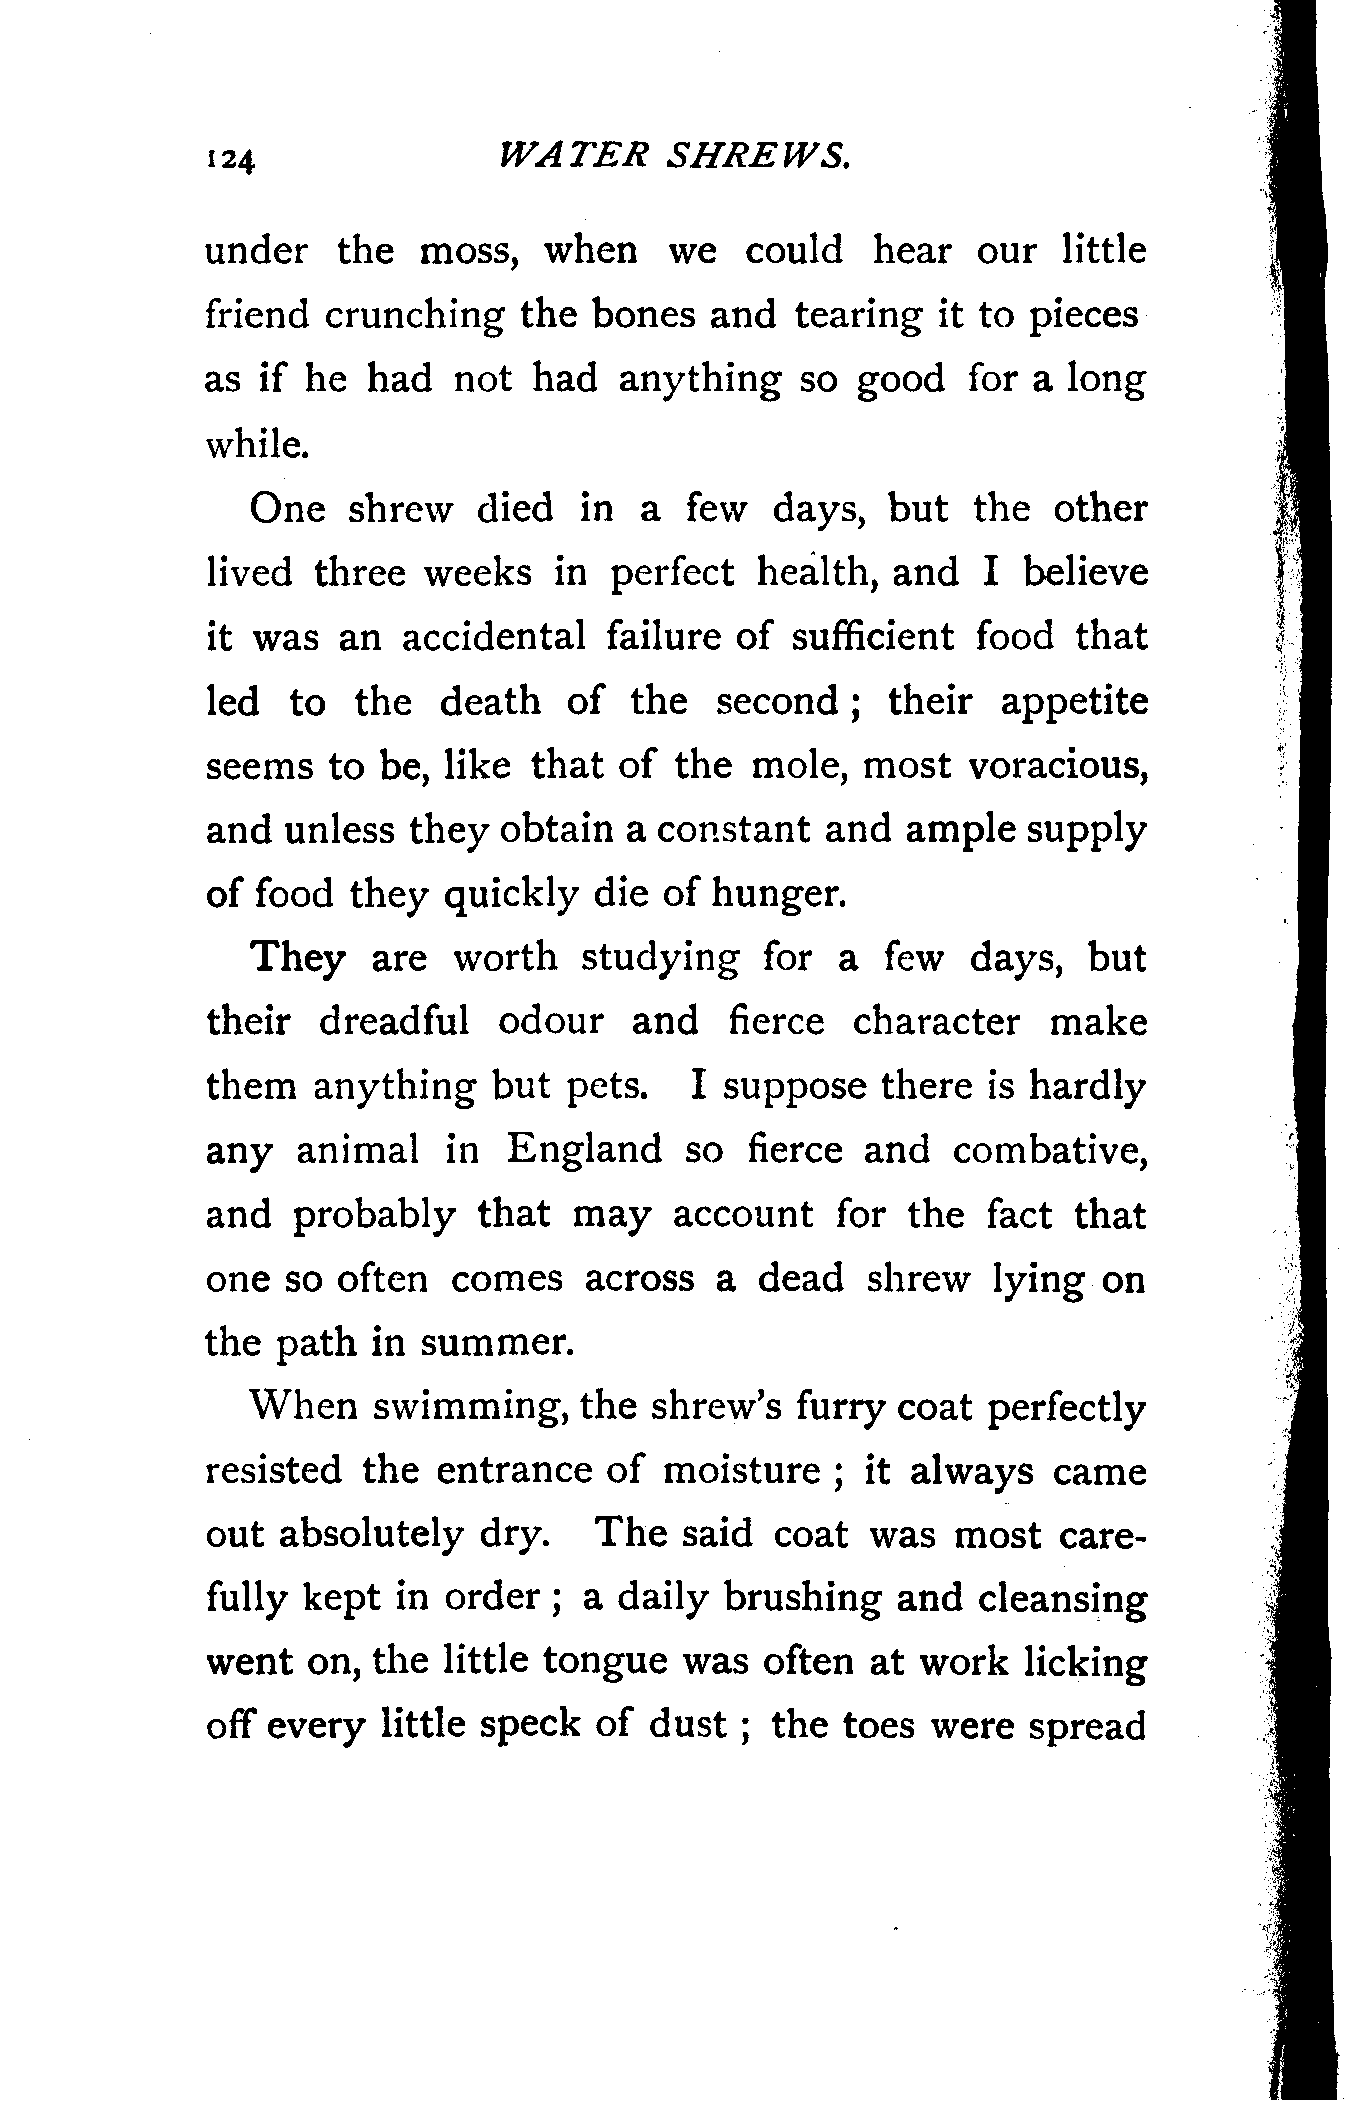 124 WATER SHREWS.
under the moss, when we could hear our little
friend crunching the bones and tearing it to pieces
as if he had not had anything so good for a long
while.
One shrew died in a few days, but the other
lived three weeks in perfect health, and I believe
it was an accidental failure of sufficient food that
led to the death of the second ; their appetite
seems to be, like that of the mole, most voracious,
and unless they obtain a constant and ample supply
of food they quickly die of hunger.
They are worth studying for a few days, but
their dreadful odour and fierce character make
them anything but pets. I suppose there is hardly
any animal in England so fierce and combative,
and probably that may account for the fact that
one so often comes across a dead shrew lying on
the path in summer.
When swimming, the shrew's furry coat perfectly
resisted the entrance of moisture ; it always came
out absolutely dry. The said coat was most care-
fully kept in order ; a daily brushing and cleansing
went on, the little tongue was often at work licking
off every little speck of dust ; the toes were spread